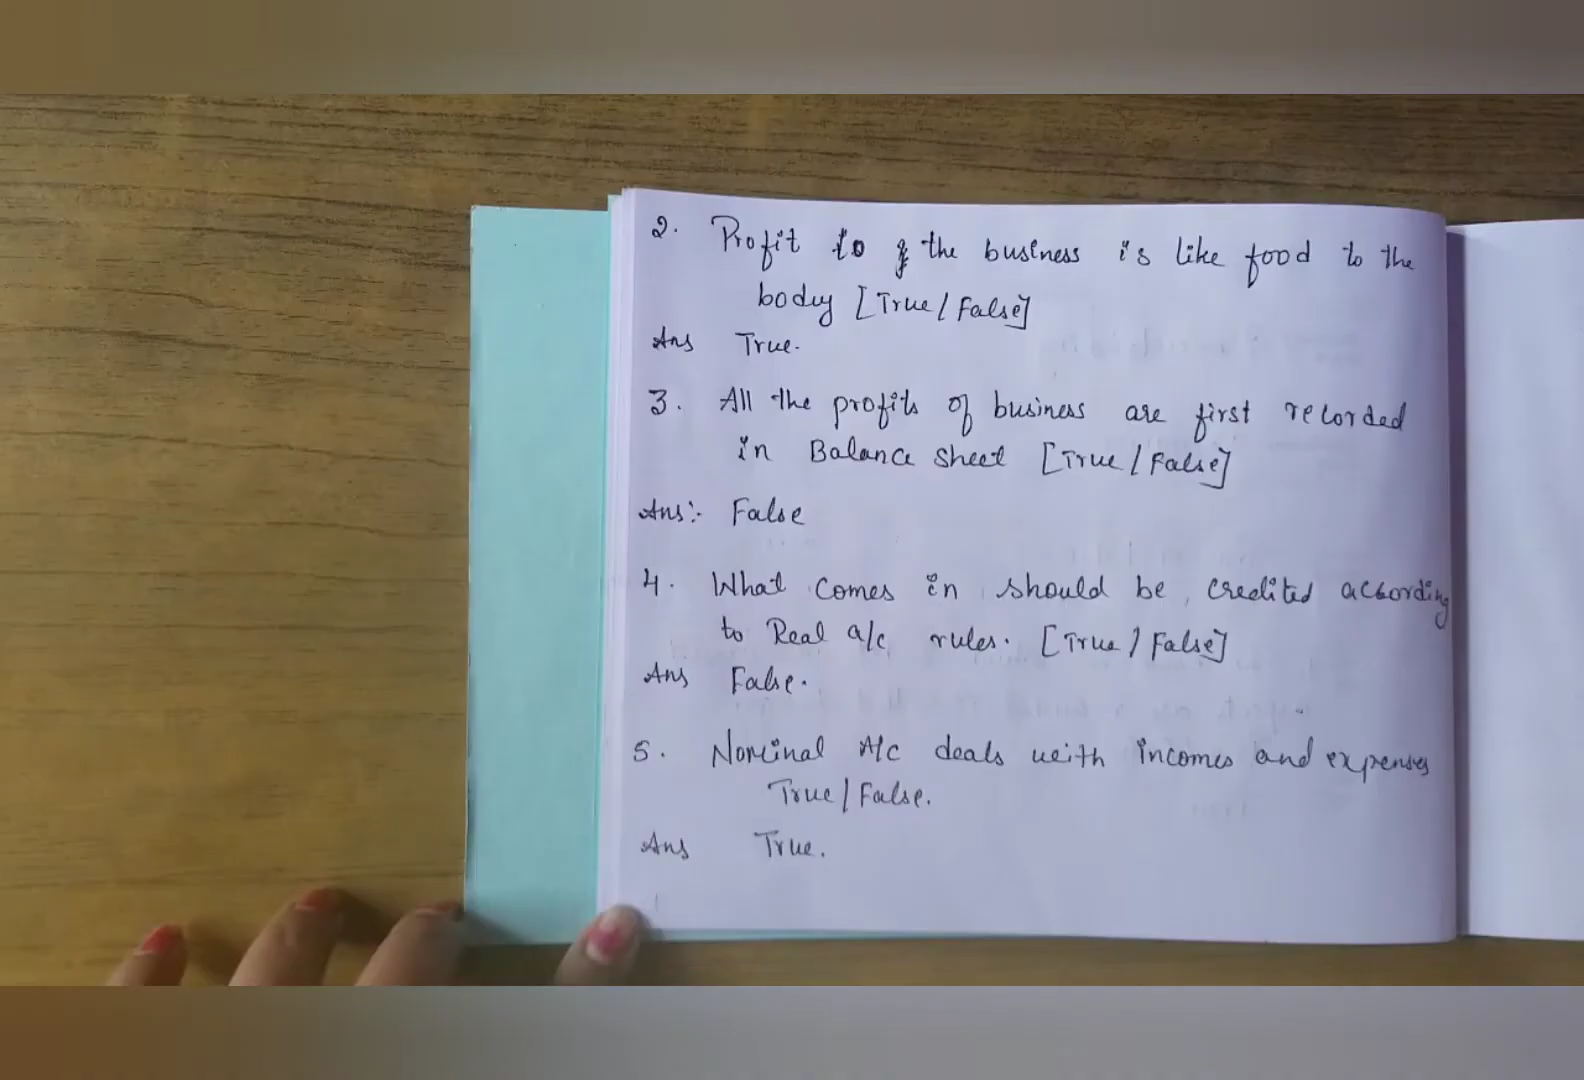 2. Profit to the business is like food to the
body [True/False]
Ans True.
3. All the profits of business are first recorded
in Balance sheet [True/False]
Ans:- False
4. What comes in should be credited according
to Real a/c rules. [True/False]
Ans False.
5. Nominal A/c deals with incomes and expenses
True/False.
Ans True.